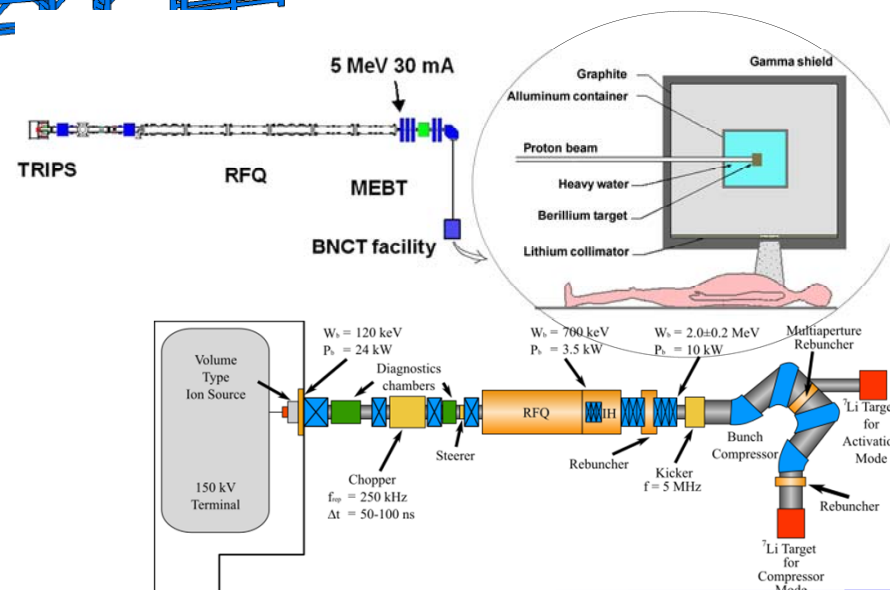 5 MeV 30 mA
TRIPS
RFQ
MEBT
BNCT facility
Gamma shield
Graphite
Alluminum container
Proton beam
Heavy water
Berillium target
Lithium collimator
Wb = 120 keV
Pb = 24 kW
Wb = 700 keV
Pb = 3.5 kW
Wb = 2.0±0.2 MeV
Pb = 10 kW
Multiaperture
Rebuncher
Volume
Type
Ion Source
Diagnostics
chambers
RFQ
IH
Steerer
Rebuncher
Chopper
frep = 250 kHz
Δt = 50-100 ns
Kicker
f = 5 MHz
Bunch
Compressor
7Li Targe
for
Activatio
Mode
150 kV
Terminal
Rebuncher
7Li Target
for
Compressor
Mode